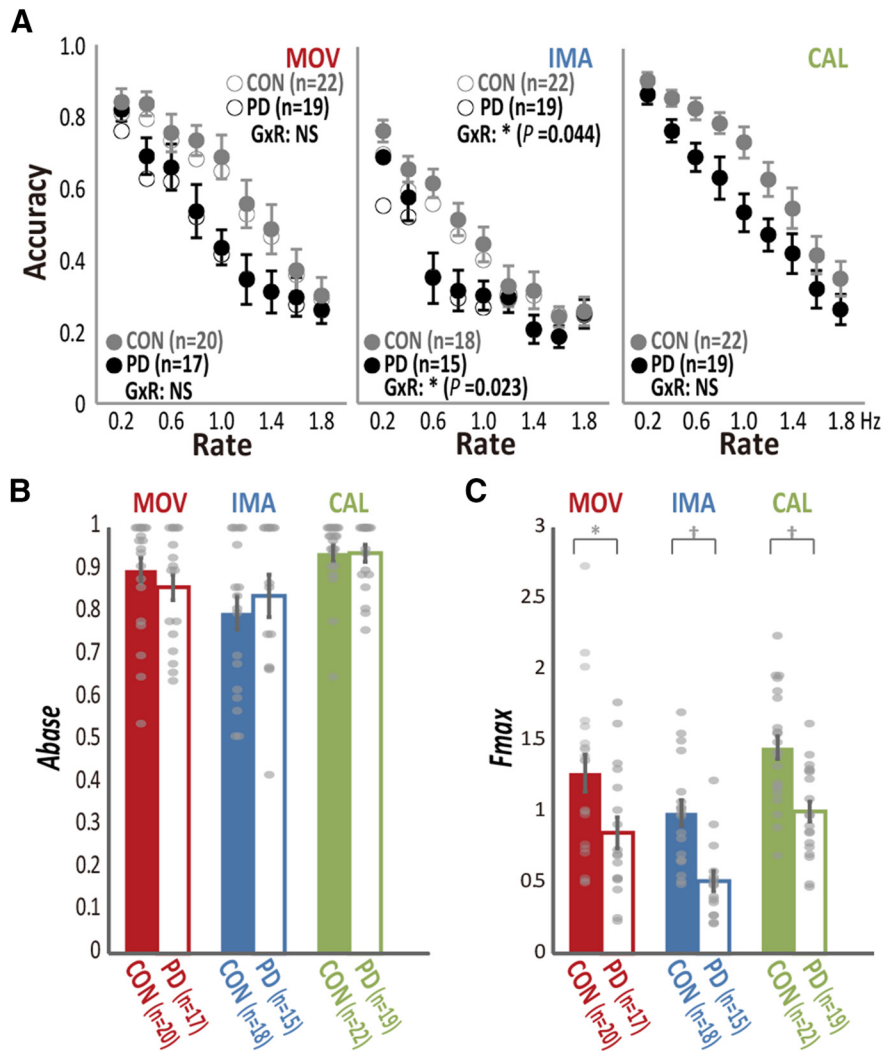 A
MOV
IMA
CAL
Accuracy
1.0
0.8
0.6
0.4
0.2
0
CON (n=22)
PD (n=19)
GxR: NS
CON (n=20)
PD (n=17)
GxR: NS
CON (n=22)
PD (n=19)
GxR: * (P =0.044)
CON (n=18)
PD (n=15)
GxR: * (P =0.023)
CON (n=22)
PD (n=19)
GxR: NS
0.2 0.6 1.0 1.4 1.8
0.2 0.6 1.0 1.4 1.8
0.2 0.6 1.0 1.4 1.8 Hz
Rate
Rate
Rate
B
MOV IMA CAL
Abase
1
0.9
0.8
0.7
0.6
0.5
0.4
0.3
0.2
0.1
0
CON (n=20)
PD (n=17)
CON (n=18)
PD (n=15)
CON (n=22)
PD (n=19)
C
MOV IMA CAL
* † †
Fmax
3
2.5
2
1.5
1
0.5
0
CON (n=20)
PD (n=17)
CON (n=18)
PD (n=15)
CON (n=22)
PD (n=19)